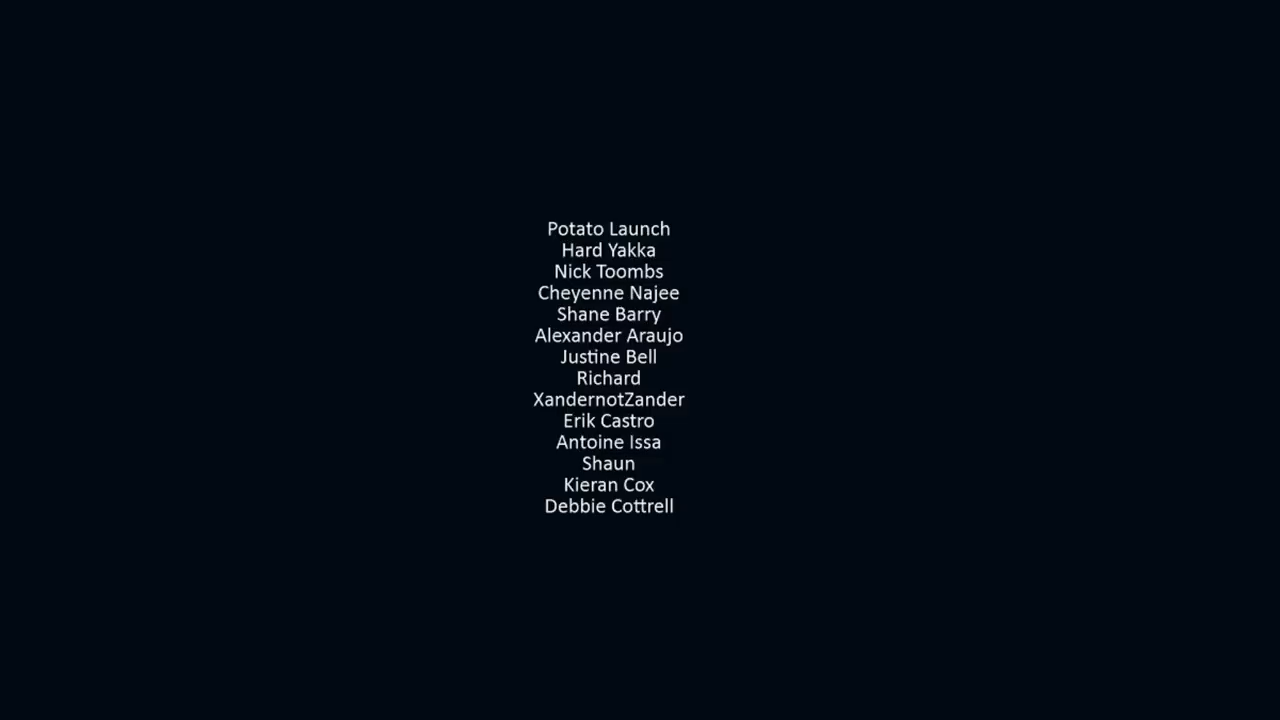 Potato Launch
Hard Yakka
Nick Toombs
Cheyenne Najee
Shane Barry
Alexander Araujo
Justine Bell
Richard
XandernotZander
Erik Castro
Antoine Issa
Shaun
Kieran Cox
Debbie Cottrell